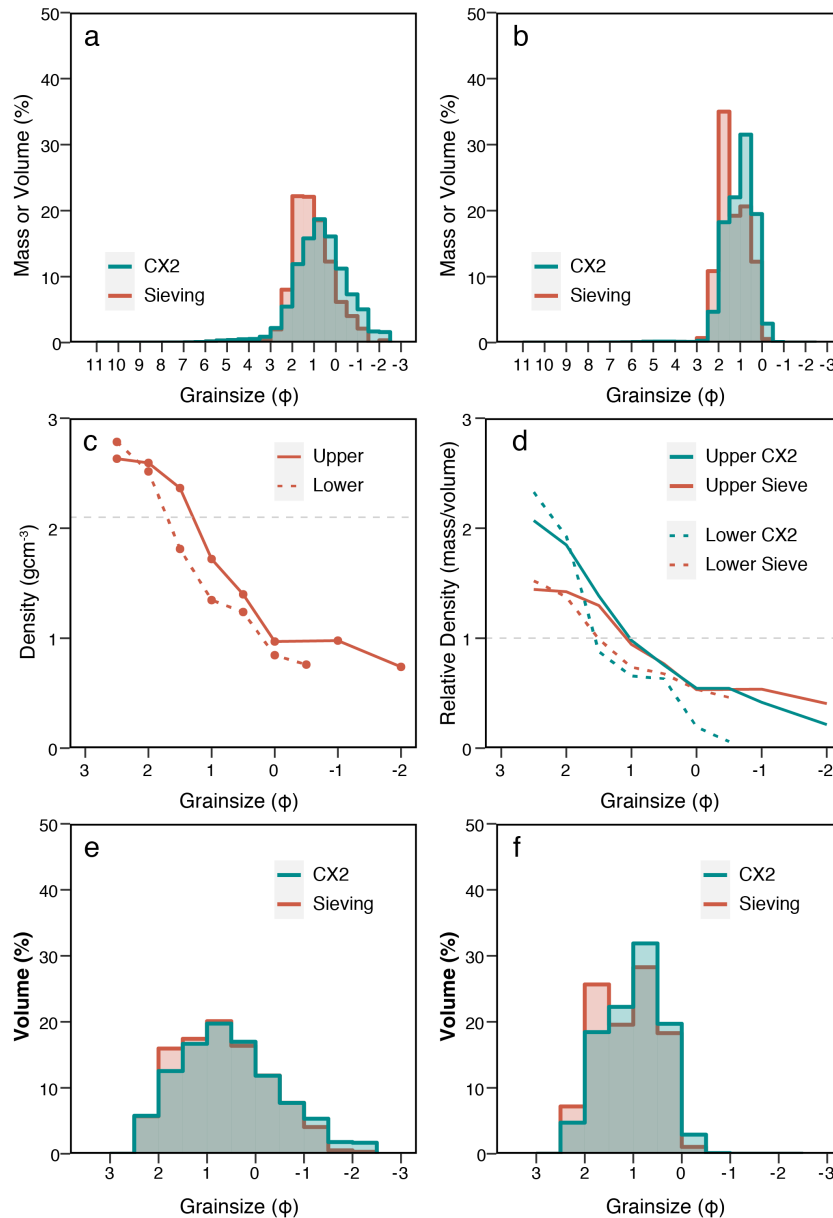 a
50
40
30
20
10
0
Mass or Volume (%)
CX2
Sieving
11 10 9 8 7 6 5 4 3 2 1 0 -1 -2 -3
Grainsize (ϕ)
b
50
40
30
20
10
0
Mass or Volume (%)
CX2
Sieving
11 10 9 8 7 6 5 4 3 2 1 0 -1 -2 -3
Grainsize (ϕ)
c
3
2
1
0
Density (gcm⁻³)
Upper
Lower
3 2 1 0 -1 -2
Grainsize (ϕ)
d
3
2
1
0
Relative Density (mass/volume)
Upper CX2
Upper Sieve
Lower CX2
Lower Sieve
3 2 1 0 -1 -2
Grainsize (ϕ)
e
50
40
30
20
10
0
Volume (%)
CX2
Sieving
3 2 1 0 -1 -2 -3
Grainsize (ϕ)
f
50
40
30
20
10
0
Volume (%)
CX2
Sieving
3 2 1 0 -1 -2 -3
Grainsize (ϕ)